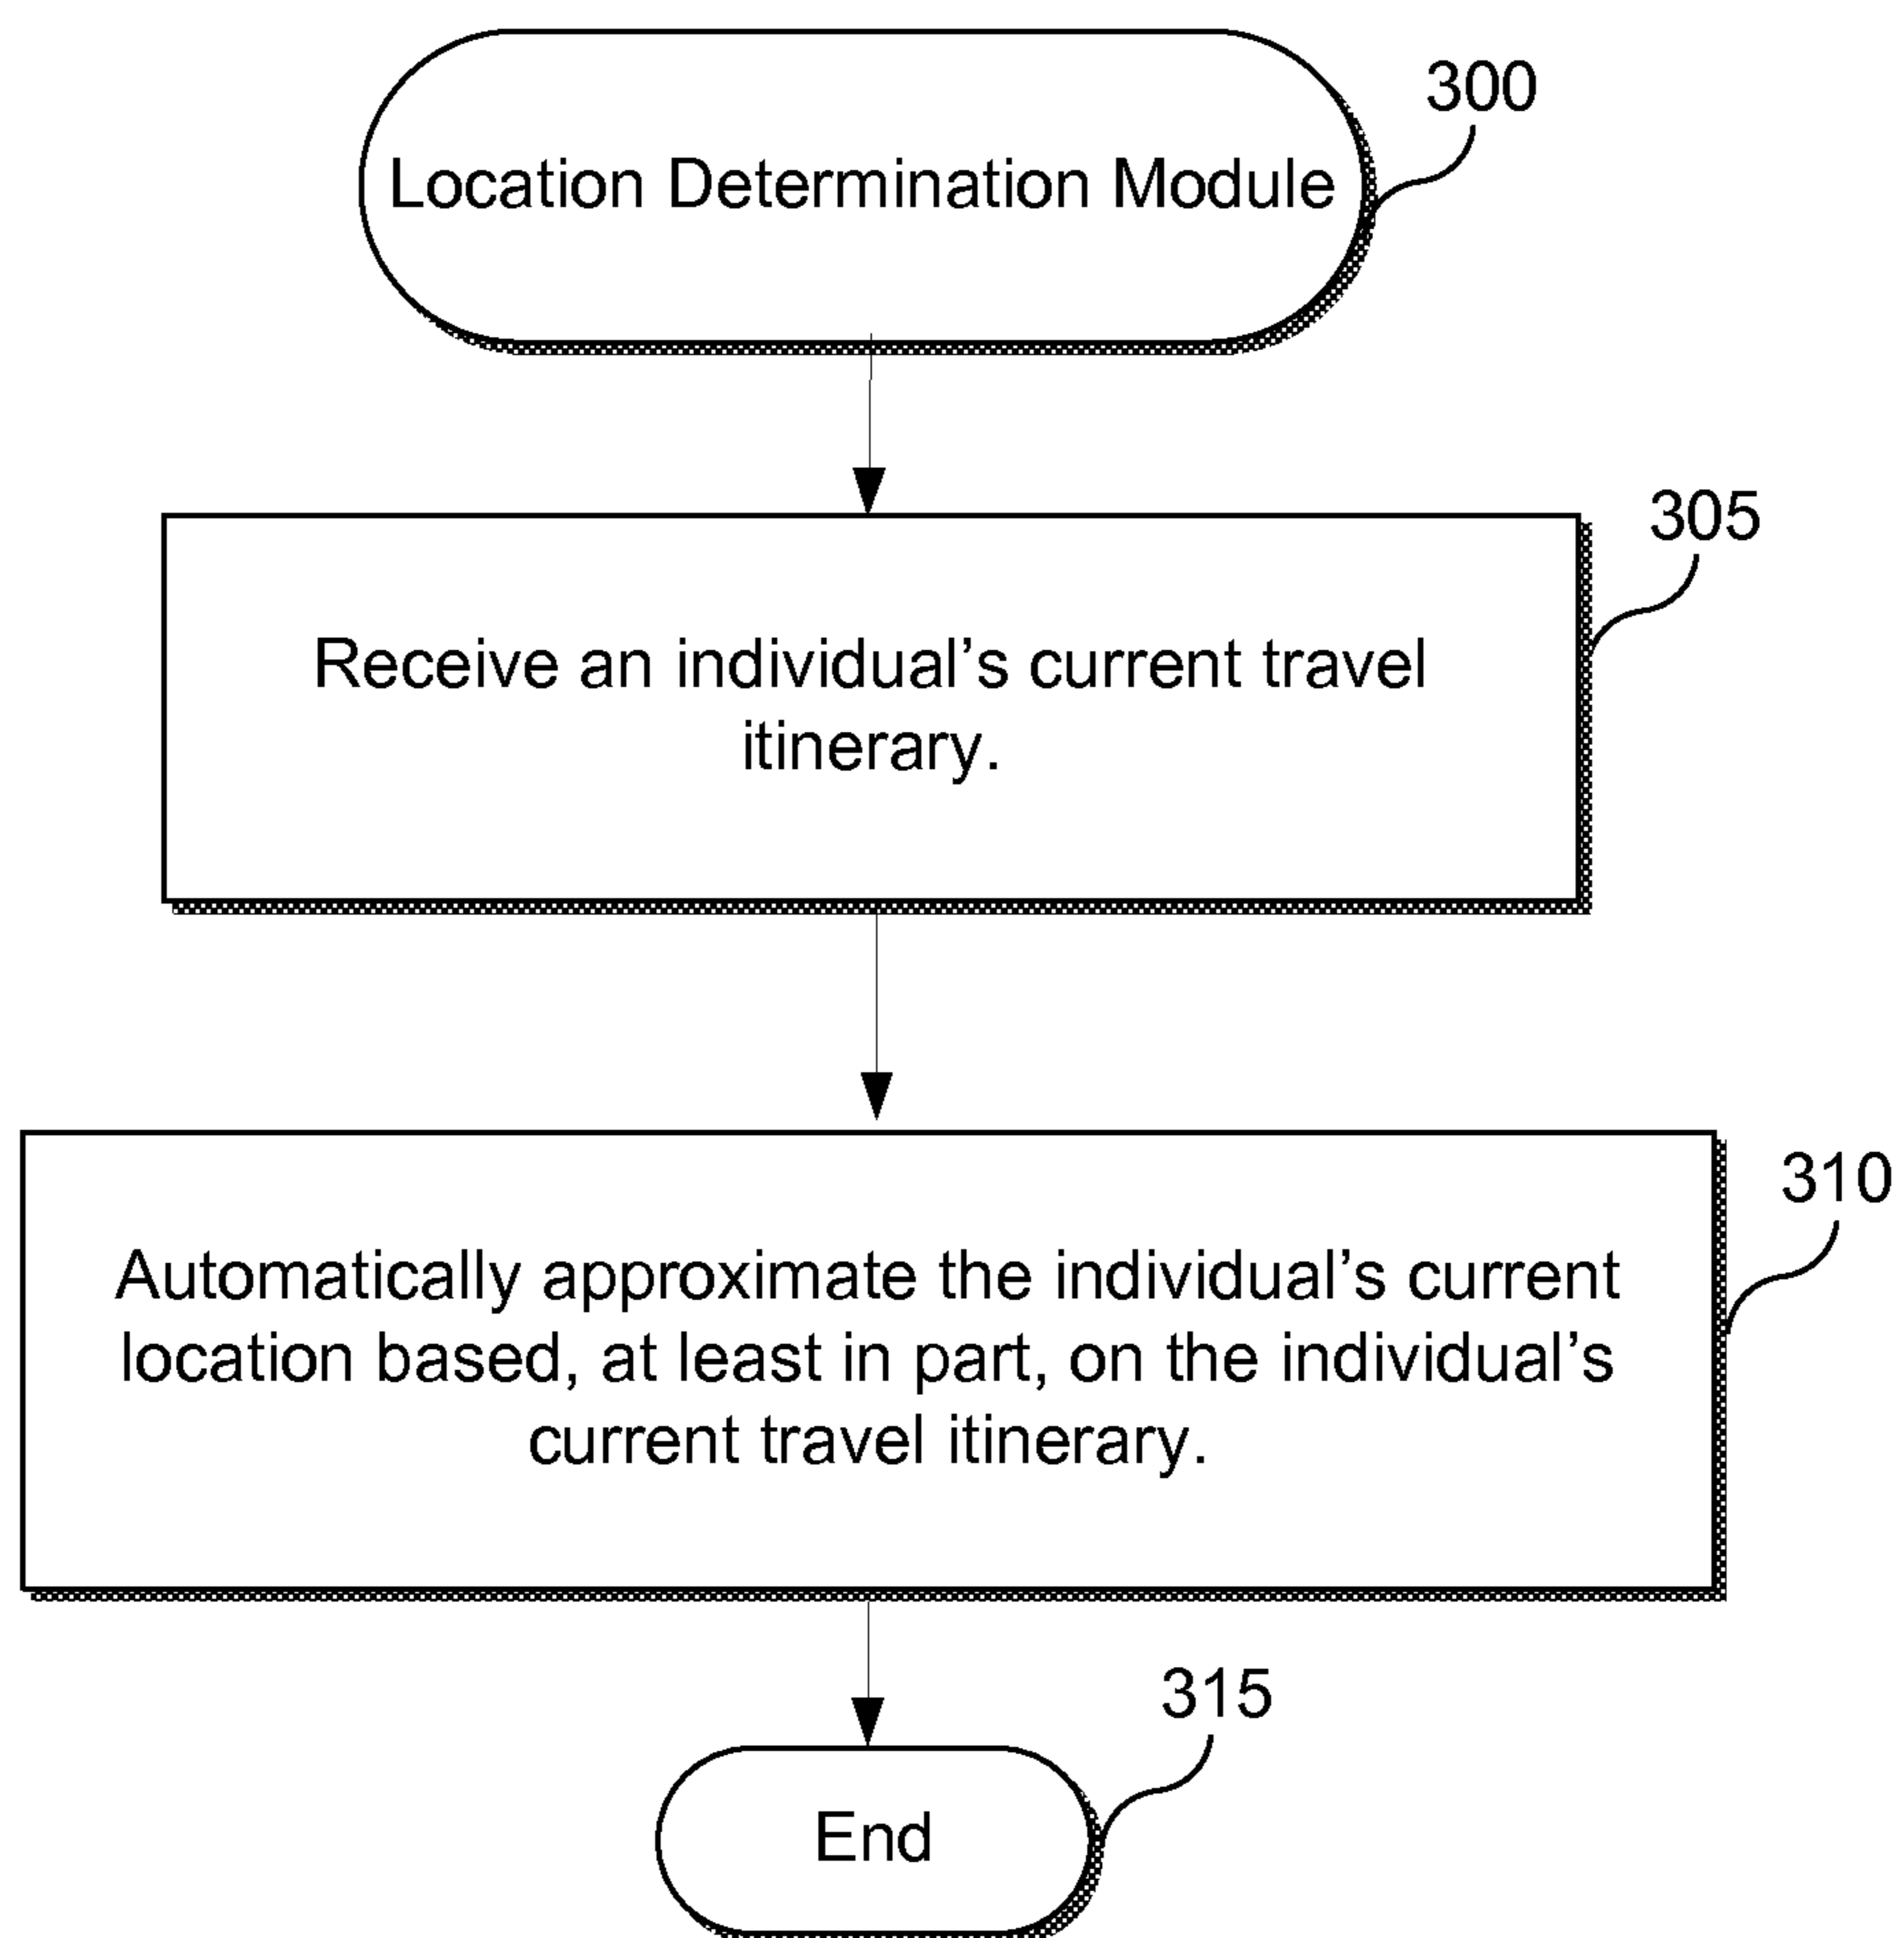 300
Location Determination Module
305
Receive an individual’s current travel
itinerary.
310
Automatically approximate the individual’s current
location based, at least in part, on the individual’s
current travel itinerary.
315
End